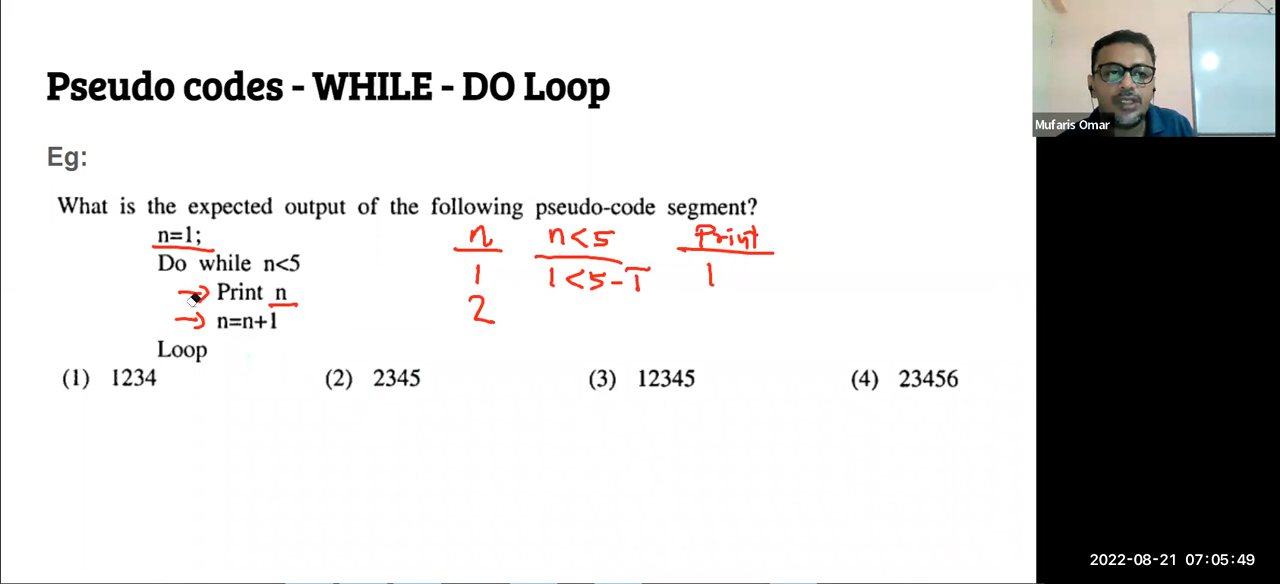 Pseudo codes - WHILE - DO Loop
Mufaris Omar
Eg:
What is the expected output of the following pseudo-code segment?
n=1;
n n<5 Print
Do while n<5
1 1<5-T 1
Print n
2
n=n+1
Loop
(1) 1234 (2) 2345 (3) 12345 (4) 23456
2022-08-21 07:05:49